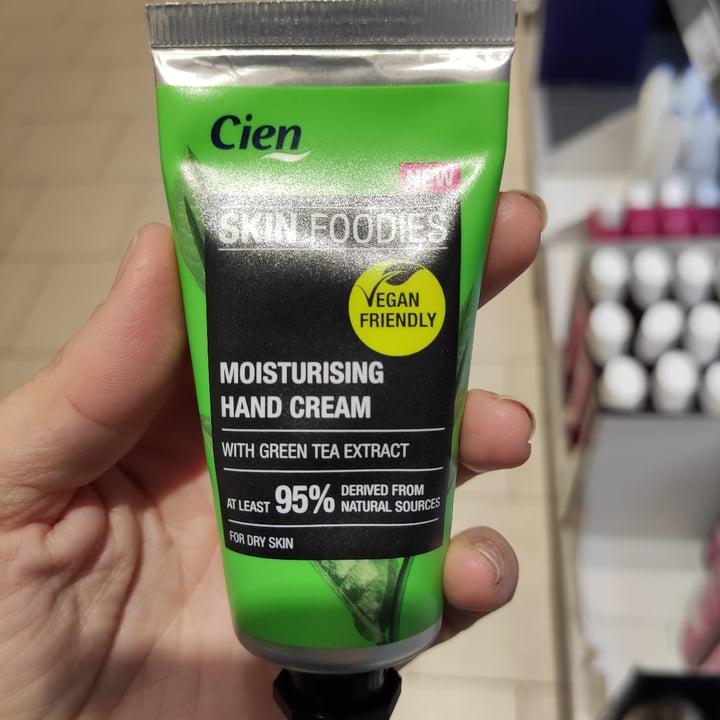 Cien
NEW
SKIN FOODIES
VEGAN
FRIENDLY
MOISTURISING
HAND CREAM
WITH GREEN TEA EXTRACT
AT LEAST 95% DERIVED FROM
NATURAL SOURCES
FOR DRY SKIN